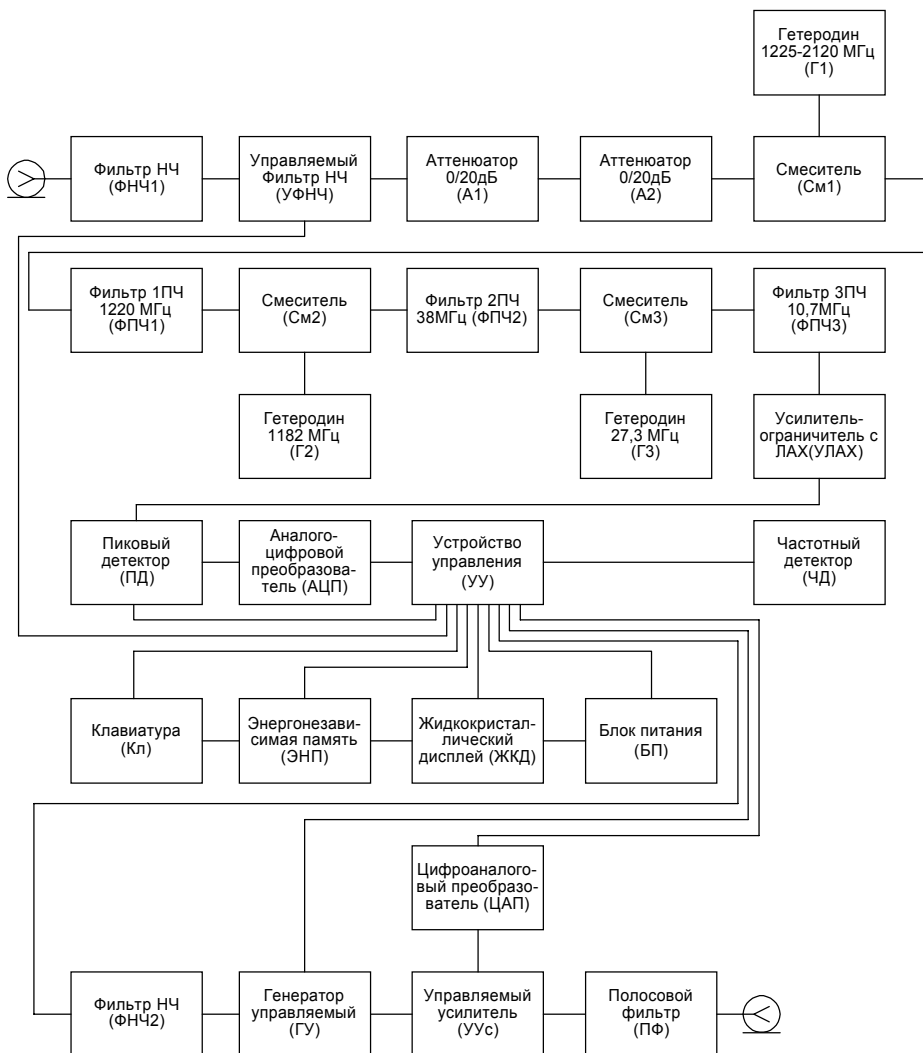 Гетеродин
1225-2120 МГц
(Г1)
Фильтр НЧ
(ФНЧ1)
Управляемый
Фильтр НЧ
(УФНЧ)
Аттенюатор
0/20дБ
(А1)
Аттенюатор
0/20дБ
(А2)
Смеситель
(См1)
Фильтр 1ПЧ
1220 МГц
(ФПЧ1)
Смеситель
(См2)
Фильтр 2ПЧ
38МГц (ФПЧ2)
Смеситель
(См3)
Фильтр 3ПЧ
10,7МГц
(ФПЧ3)
Гетеродин
1182 МГц
(Г2)
Гетеродин
27,3 МГц
(Г3)
Усилитель-
ограничитель с
ЛАХ(УЛАХ)
Пиковый
детектор
(ПД)
Аналого-
цифровой
преобразова-
тель (АЦП)
Устройство
управления
(УУ)
Частотный
детектор
(ЧД)
Клавиатура
(Кл)
Энергонезави-
симая память
(ЭНП)
Жидкокристал-
лический
дисплей (ЖКД)
Блок питания
(БП)
Цифроаналого-
вый преобразо-
ватель (ЦАП)
Фильтр НЧ
(ФНЧ2)
Генератор
управляемый
(ГУ)
Управляемый
усилитель
(УУс)
Полосовой
фильтр
(ПФ)